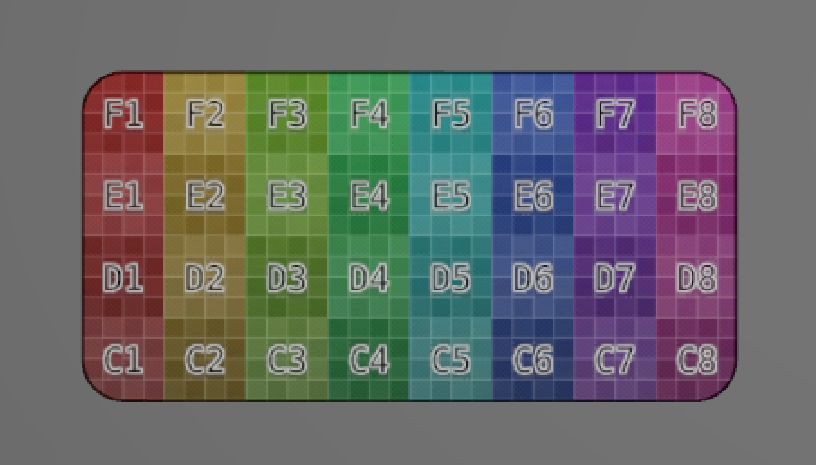 F1 F2 F3 F4 F5 F6 F7 F8
E1 E2 E3 E4 E5 E6 E7 E8
D1 D2 D3 D4 D5 D6 D7 D8
C1 C2 C3 C4 C5 C6 C7 C8